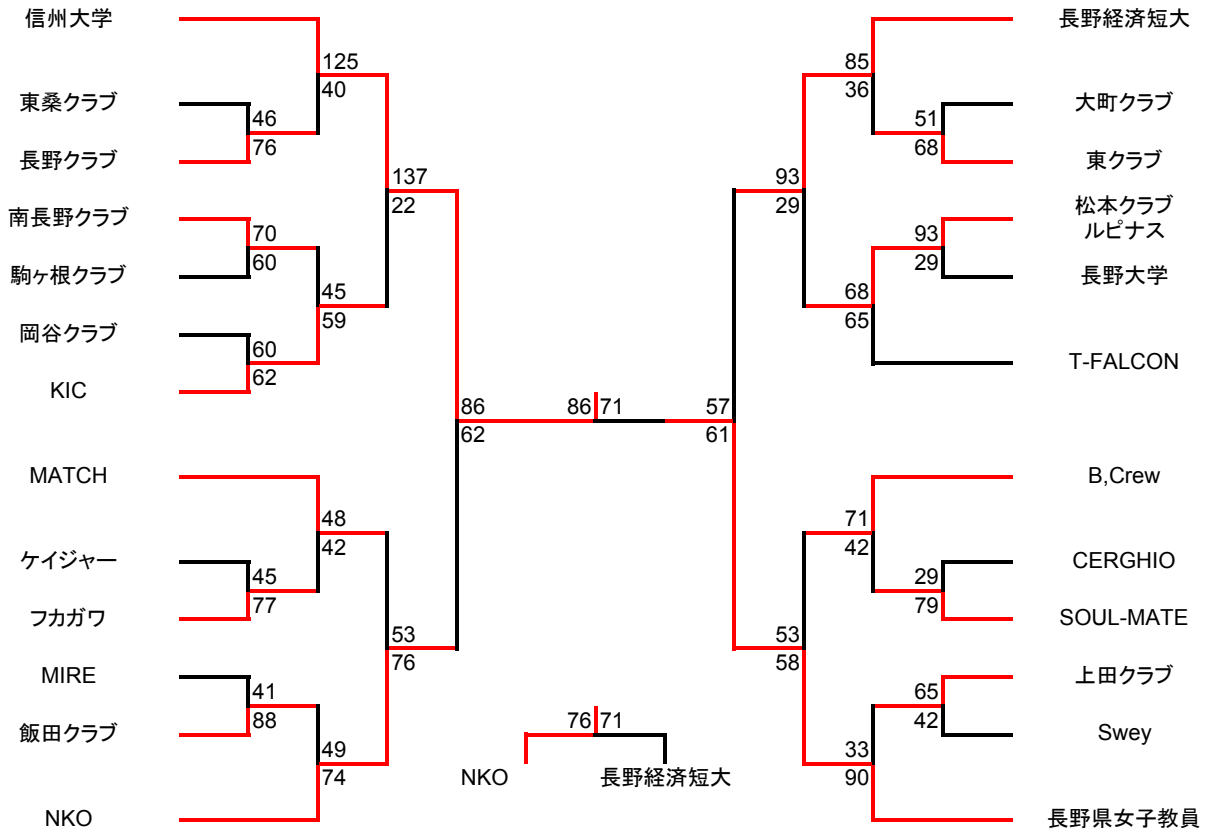 信州大学
125
40
東桑クラブ
46
長野クラブ
76
137
22
南長野クラブ
70
駒ヶ根クラブ
60
45
59
岡谷クラブ
60
KIC
62
86
62
MATCH
48
42
ケイジャー
45
フカガワ
77
53
76
MIRE
41
飯田クラブ
88
49
74
NKO
86 71
76 71
NKO
長野経済短大
長野経済短大
85
36
大町クラブ
51
東クラブ
68
93
29
松本クラブ
ルピナス
93
長野大学
29
68
65
T-FALCON
57
61
B,Crew
71
42
CERGHIO
29
SOUL-MATE
79
53
58
上田クラブ
65
Swey
42
33
90
長野県女子教員